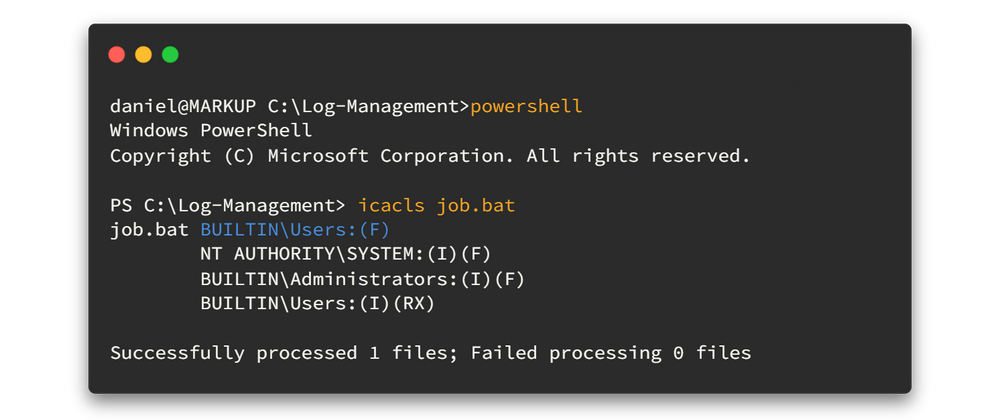 daniel@MARKUP C:\Log-Management>powershell
Windows PowerShell
Copyright (C) Microsoft Corporation. All rights reserved.
PS C:\Log-Management> icacls job.bat
job.bat BUILTIN\Users:(F)
NT AUTHORITY\SYSTEM:(I)(F)
BUILTIN\Administrators:(I)(F)
BUILTIN\Users:(I)(RX)
Successfully processed 1 files; Failed processing 0 files